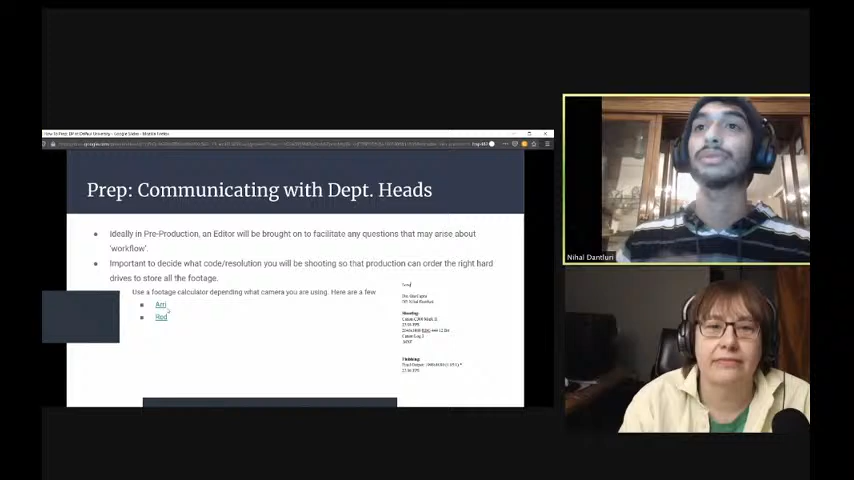 Prep: Communicating with Dept. Heads
Ideally in Pre-Production, an Editor will be brought on to facilitate any questions that may arise about
'workflow'.
Important to decide what code/resolution you will be shooting so that production can order the right hard
drives to store all the footage.
Use a footage calculator depending what camera you are using. Here are a few
Arri
Red
Shooting:
Finishing:
Nihal Dantluri